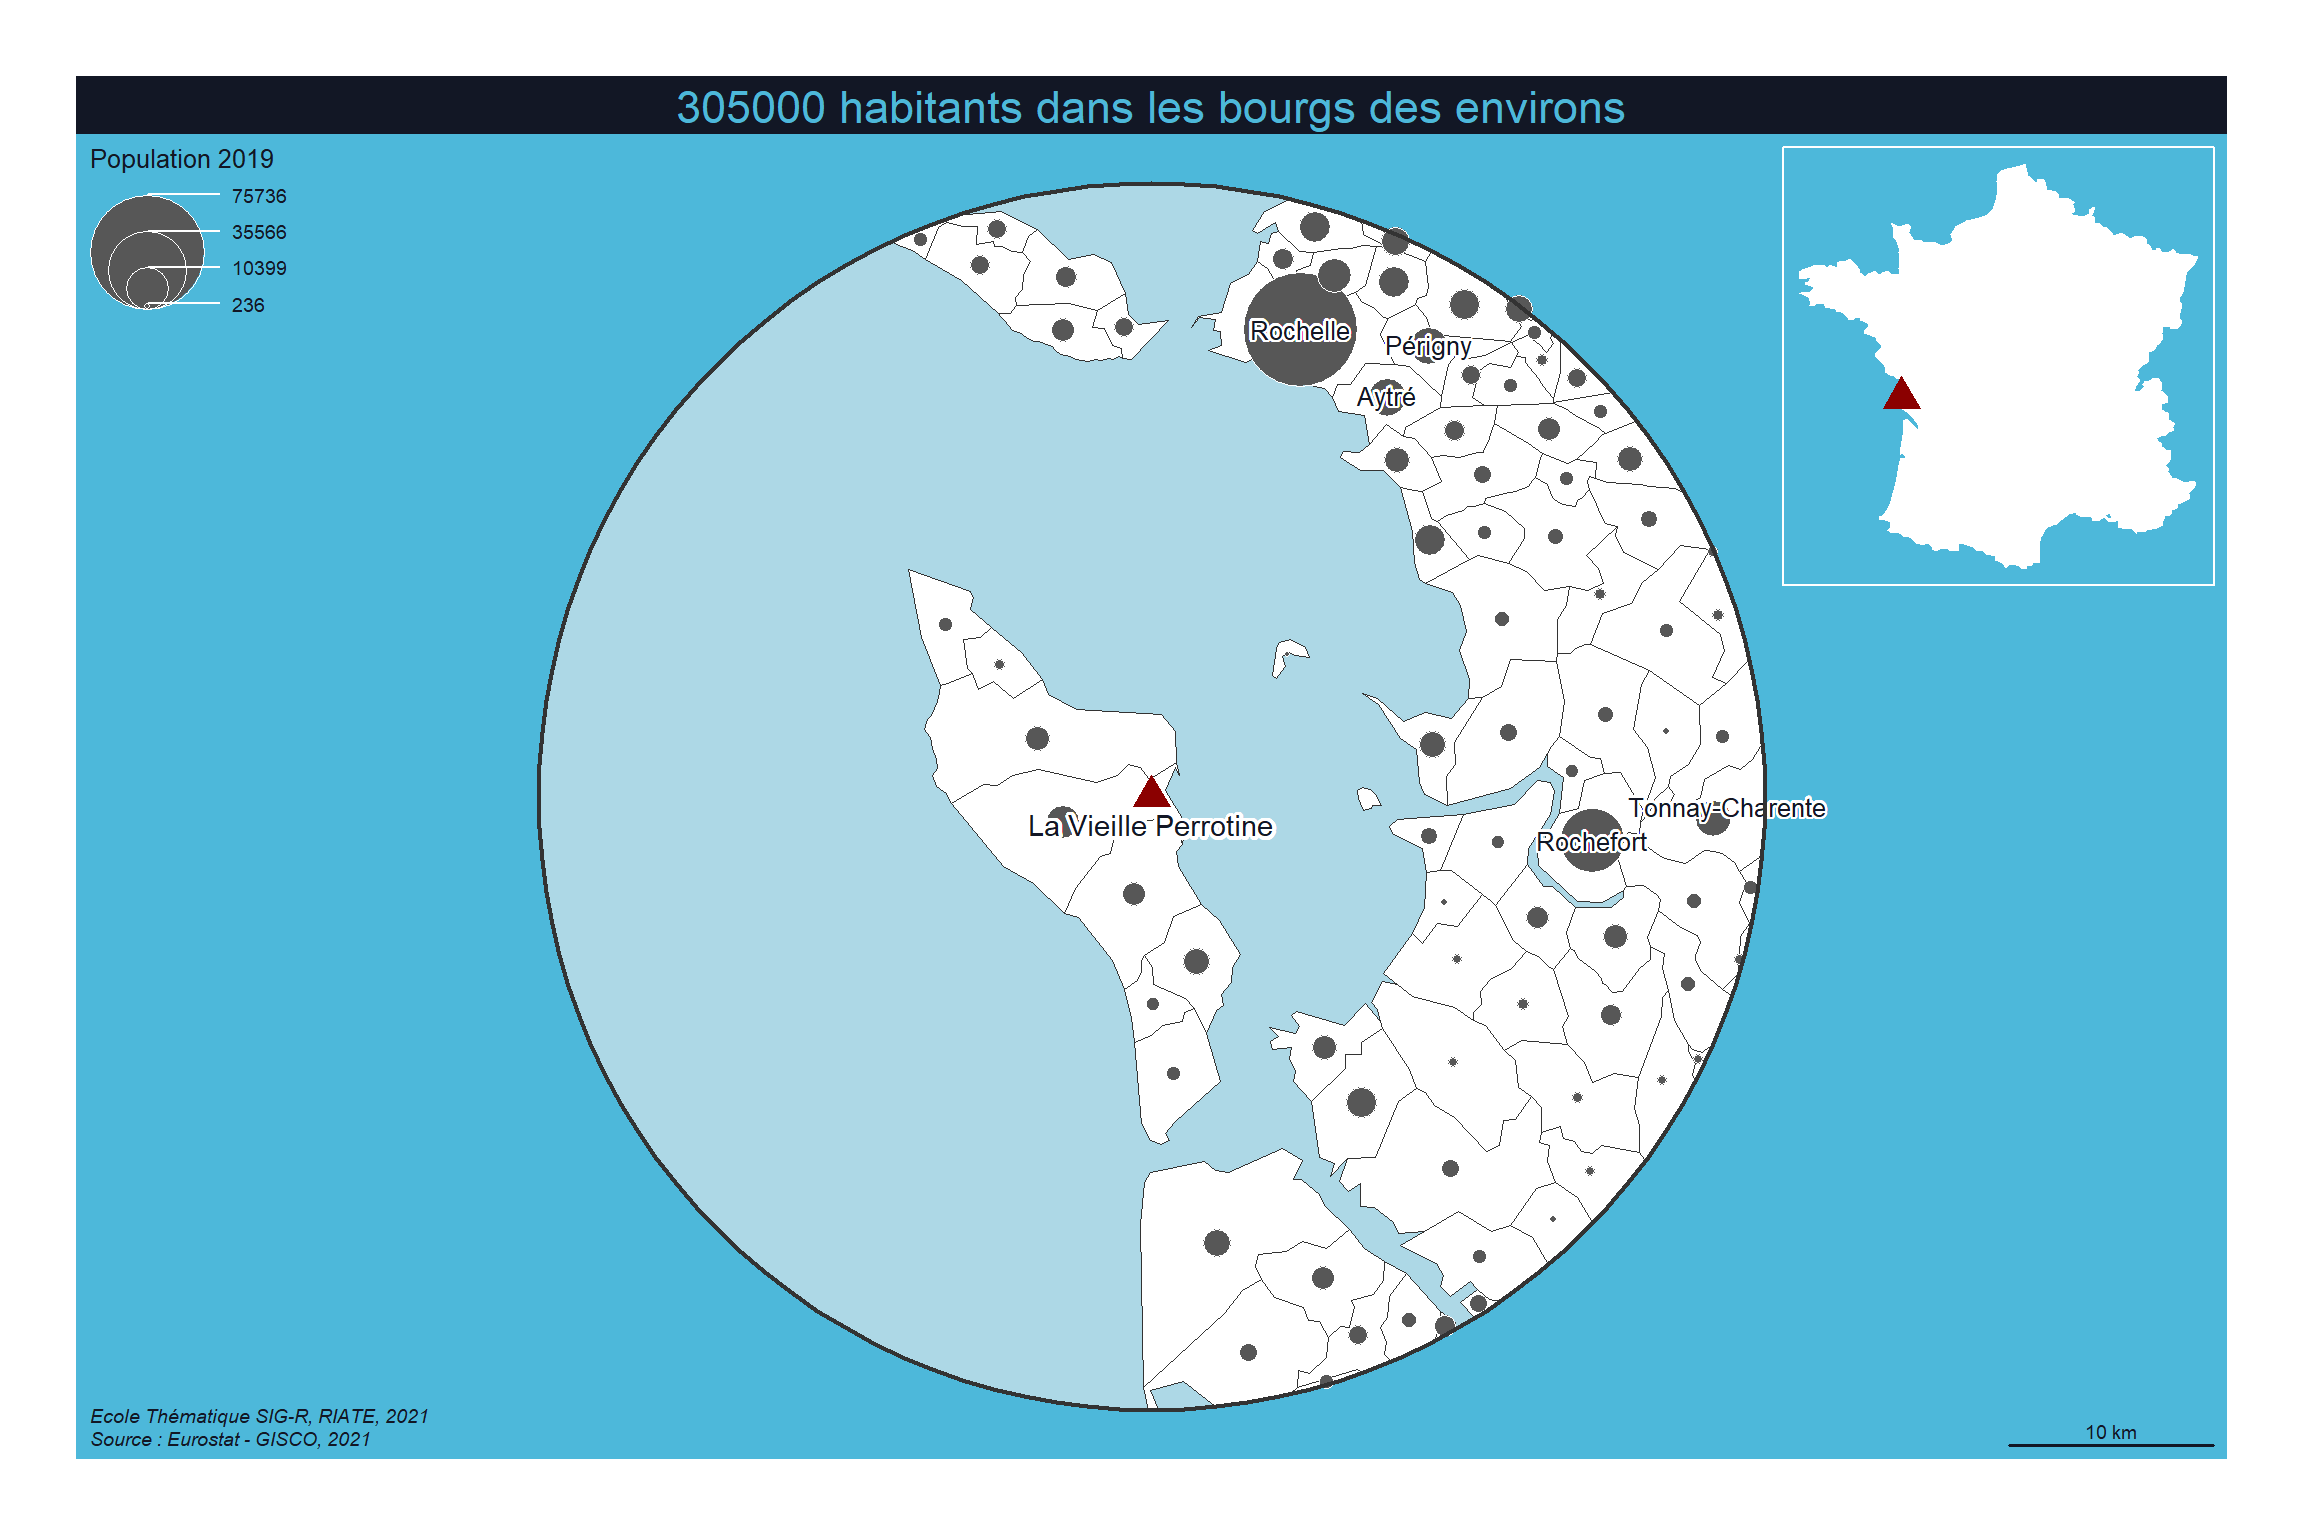 305000 habitants dans les bourgs des environs
Population 2019
75736
35566
10399
236
Rochelle
Périgny
Aytré
Tonnay-Charente
Rochefort
La Vieille Perrotine
Ecole Thématique SIG-R, RIATE, 2021
Source : Eurostat - GISCO, 2021
10 km